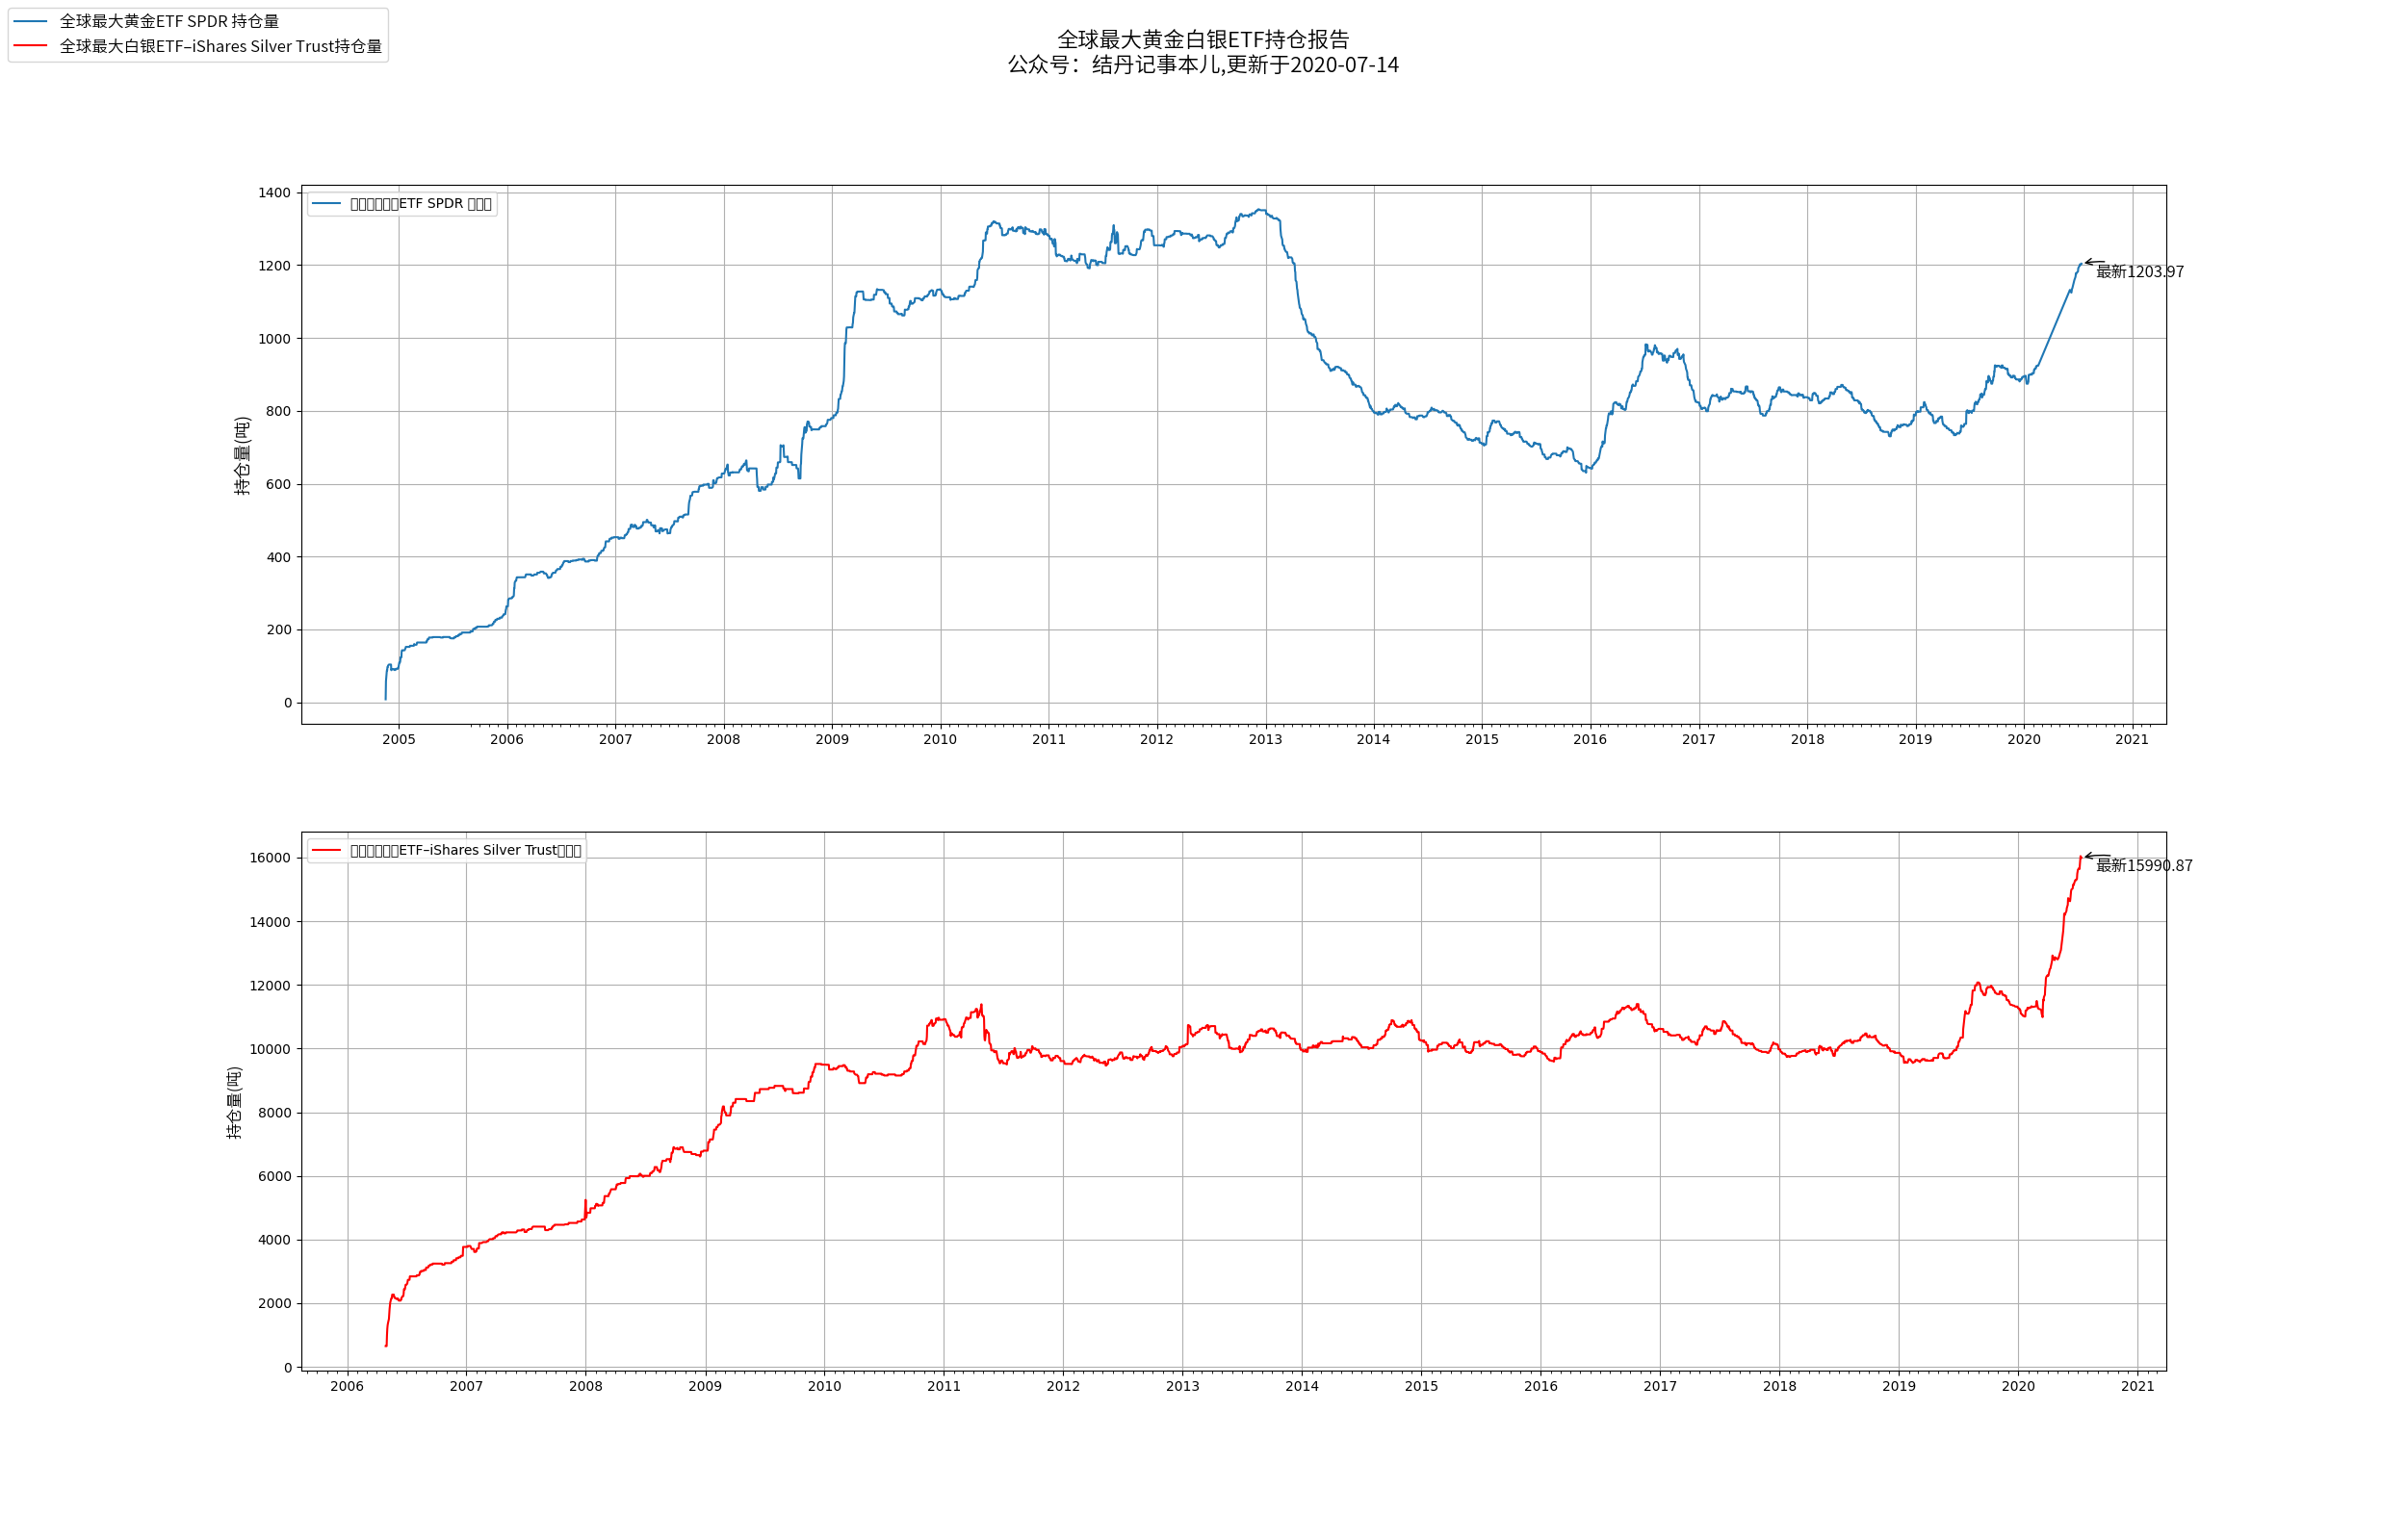 全球最大黄金ETF SPDR 持仓量
全球最大白银ETF–iShares Silver Trust持仓量
全球最大黄金白银ETF持仓报告
公众号：结丹记事本儿,更新于2020-07-14
ETF SPDR
1400
1200
1000
800
600
400
200
0
持仓量(吨)
最新1203.97
2005 2006 2007 2008 2009 2010 2011 2012 2013 2014 2015 2016 2017 2018 2019 2020 2021
ETF–iShares Silver Trust
16000
14000
12000
10000
8000
6000
4000
2000
0
持仓量(吨)
最新15990.87
2006 2007 2008 2009 2010 2011 2012 2013 2014 2015 2016 2017 2018 2019 2020 2021